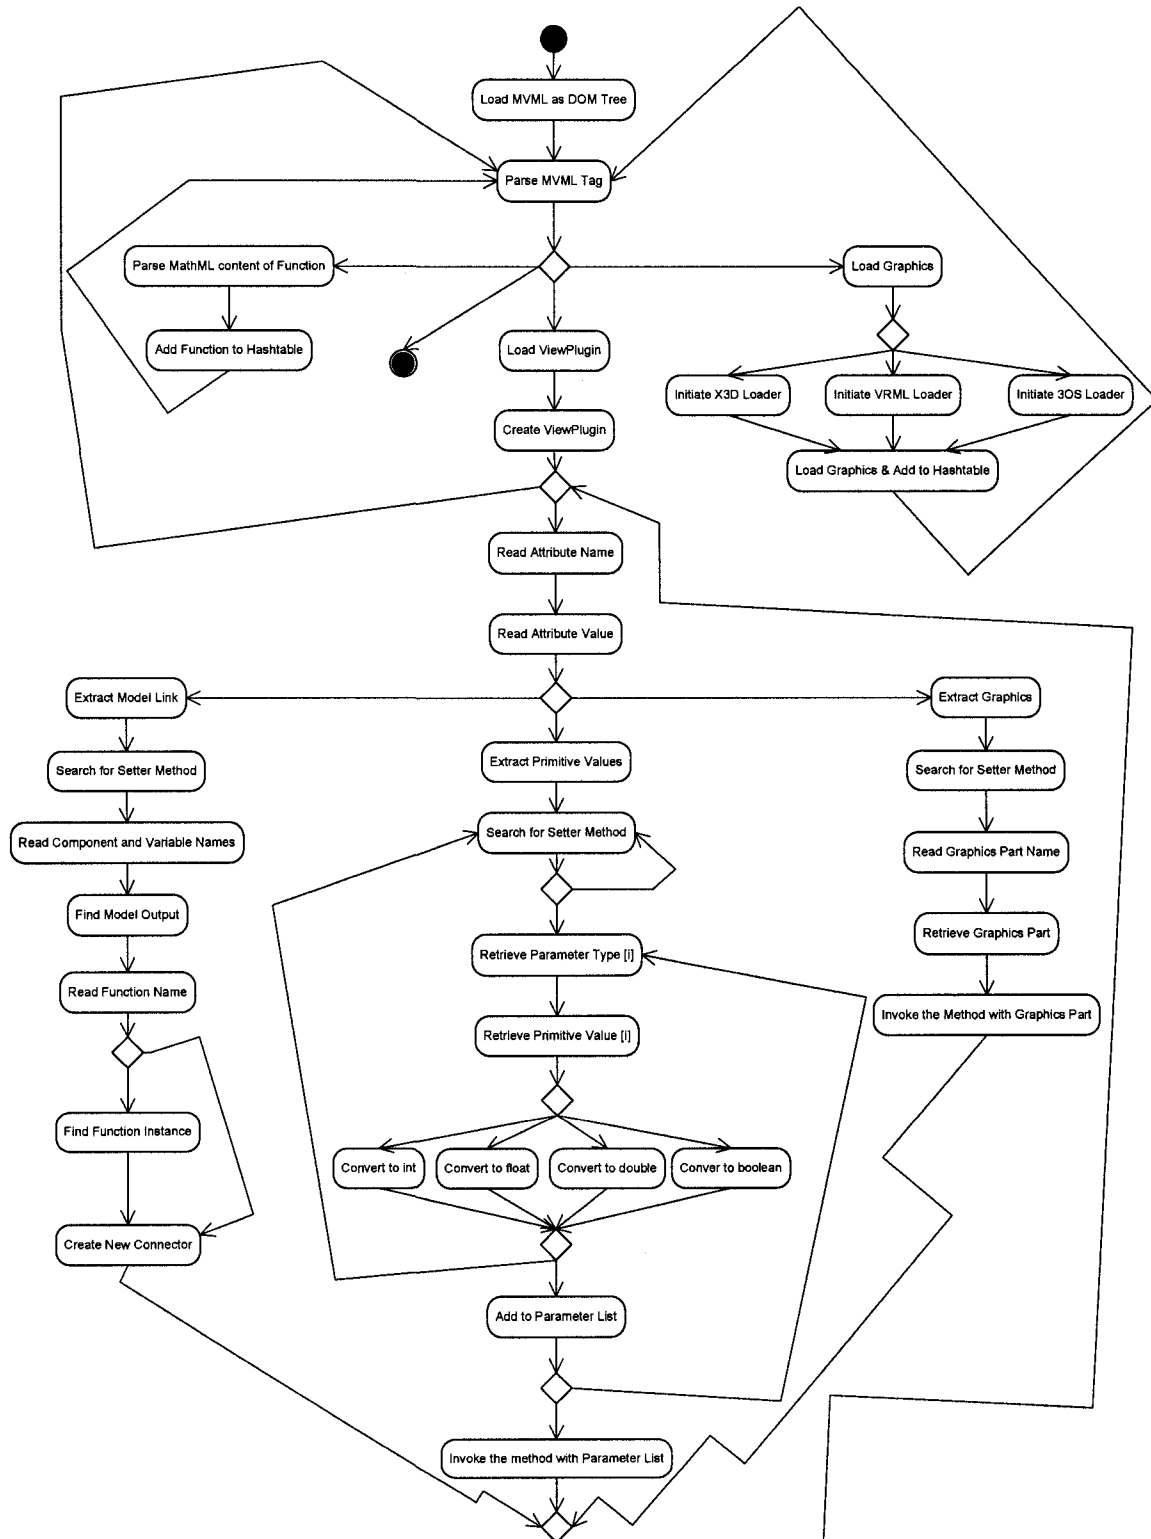 Load MVML as DOM Tree
Parse MVML Tag
Parse MathML content of Function
Load Graphics
Add Function to Hashtable
Load ViewPlugin
Initiate X3D Loader
Initiate VRML Loader
Initiate 3OS Loader
Create ViewPlugin
Load Graphics & Add to Hashtable
Read Attribute Name
Read Attribute Value
Extract Model Link
Extract Graphics
Extract Primitive Values
Search for Setter Method
Search for Setter Method
Search for Setter Method
Read Component and Variable Names
Read Graphics Part Name
Find Model Output
Retrieve Graphics Part
Retrieve Parameter Type [i]
Read Function Name
Invoke the Method with Graphics Part
Retrieve Primitive Value [i]
Find Function Instance
Convert to int
Convert to float
Convert to double
Conver to boolean
Create New Connector
Add to Parameter List
Invoke the method with Parameter List